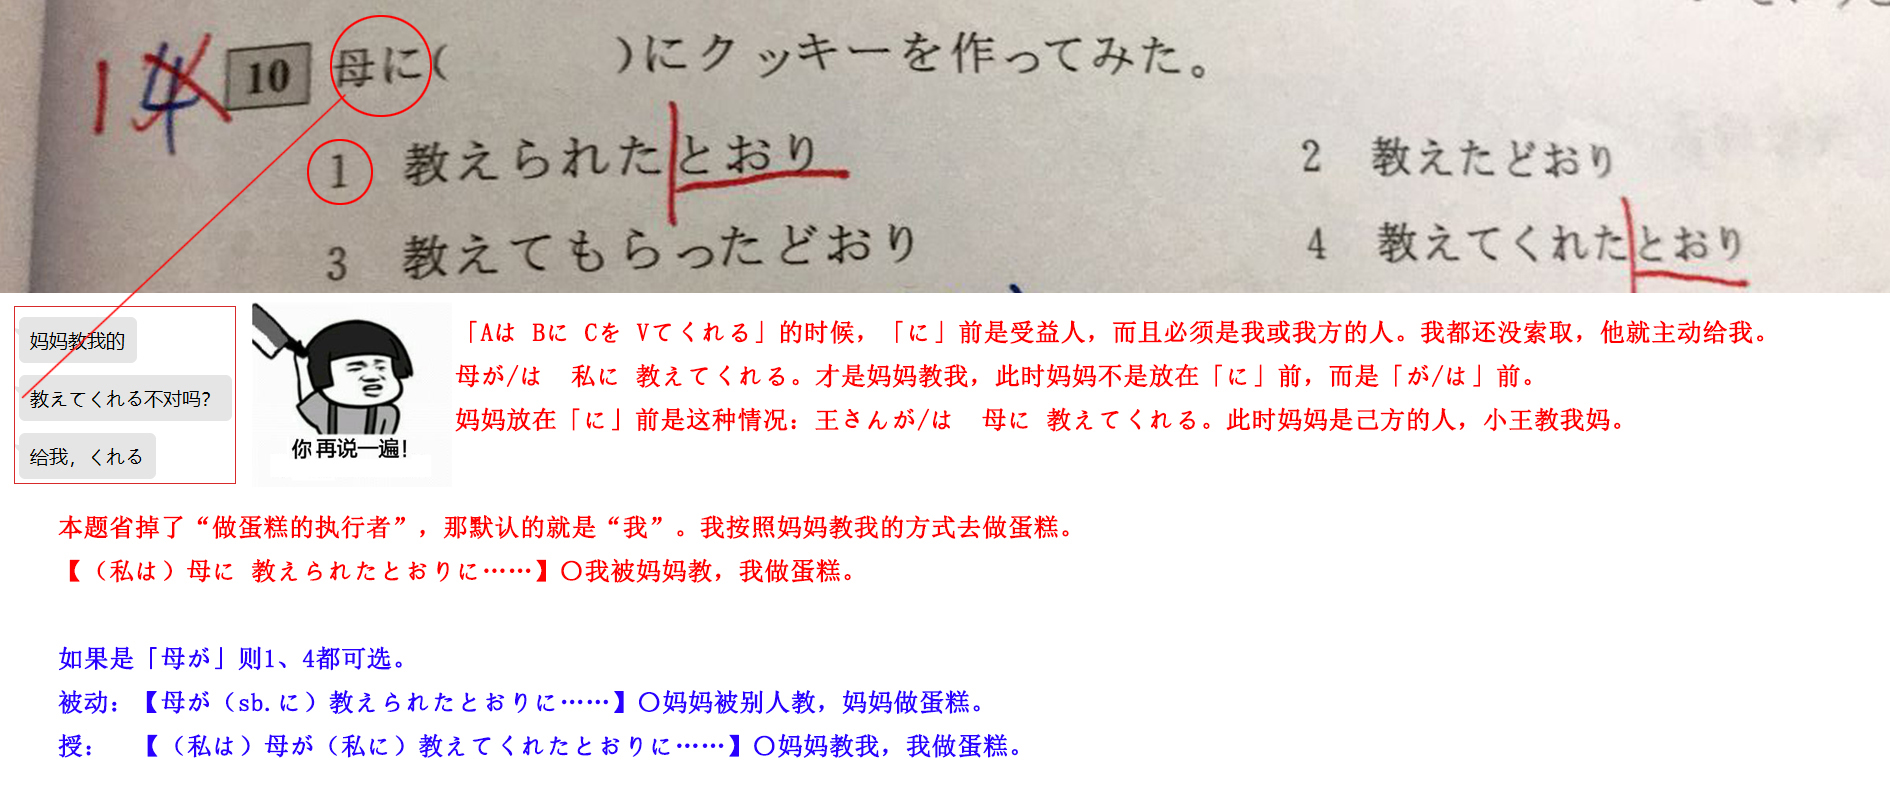 14
10 母に( )にクッキーを作ってみた。
1 教えられたとおり 2 教えたどおり
3 教えてもらったどおり 4 教えてくれたとおり
妈妈教我的
教えてくれる不对吗？
给我，くれる
你再说一遍！
「Aは Bに Cを Vてくれる」的时候，「に」前是受益人，而且必须是我或我方的人。我都还没索取，他就主动给我。
母が/は 私に 教えてくれる。才是妈妈教我，此时妈妈不是放在「に」前，而是「が/は」前。
妈妈放在「に」前是这种情况：王さんが/は 母に 教えてくれる。此时妈妈是己方的人，小王教我妈。
本题省掉了“做蛋糕的执行者”，那默认的就是“我”。我按照妈妈教我的方式去做蛋糕。
【（私は）母に 教えられたとおりに……】〇我被妈妈教，我做蛋糕。
如果是「母が」则1、4都可选。
被动：【母が（sb.に）教えられたとおりに……】〇妈妈被别人教，妈妈做蛋糕。
授： 【（私は）母が（私に）教えてくれたとおりに……】〇妈妈教我，我做蛋糕。